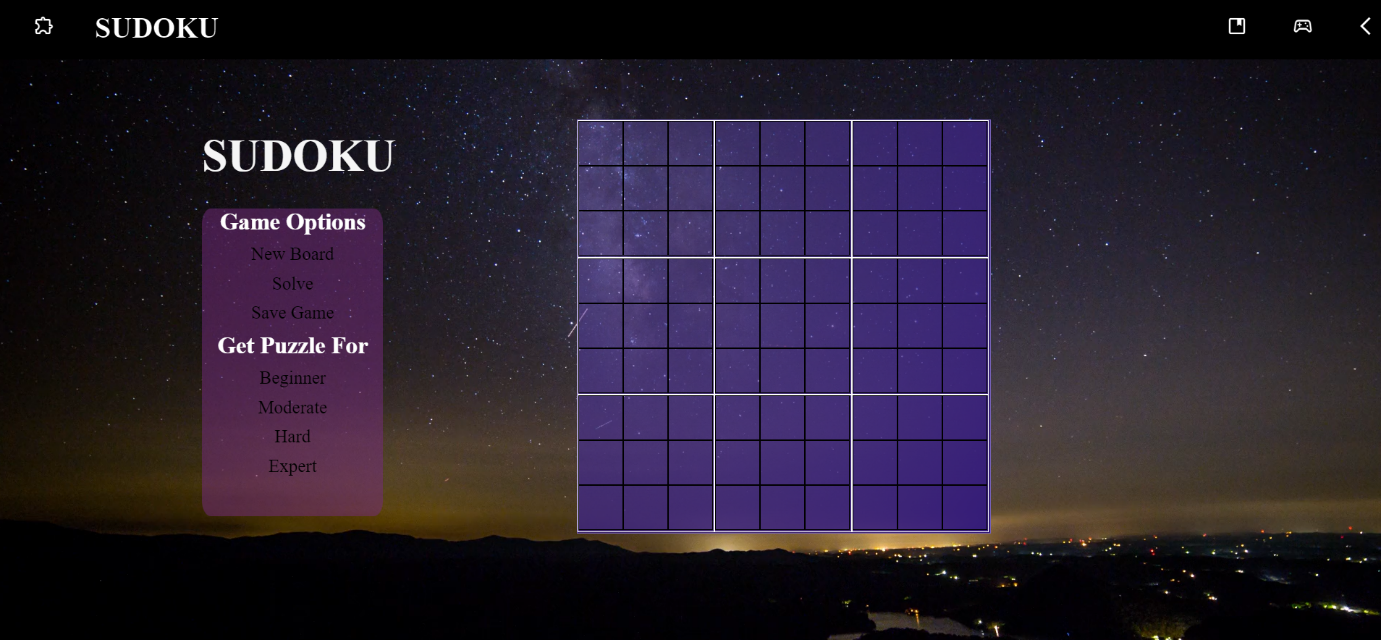 SUDOKU
SUDOKU
Game Options
New Board
Solve
Save Game
Get Puzzle For
Beginner
Moderate
Hard
Expert